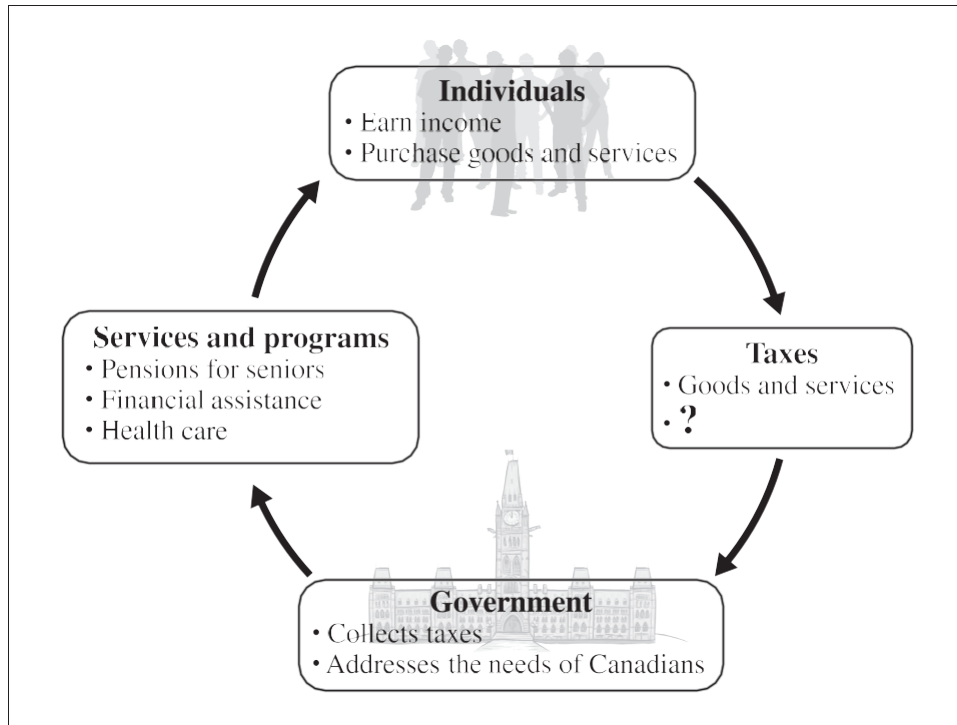 Individuals
• Earn income
• Purchase goods and services
Services and programs
• Pensions for seniors
• Financial assistance
• Health care
Taxes
• Goods and services
• ?
Government
• Collects taxes
• Addresses the needs of Canadians